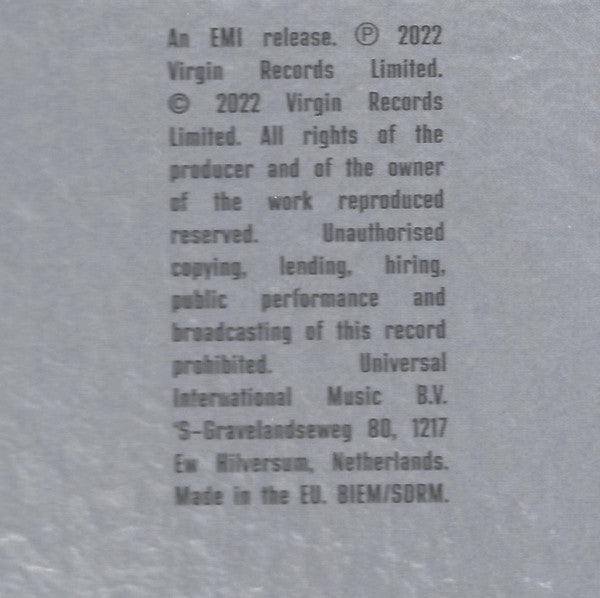 An EMI release. ℗ 2022
Virgin Records Limited.
© 2022 Virgin Records
Limited. All rights of the
producer and of the owner
of the work reproduced
reserved. Unauthorised
copying, lending, hiring,
public performance and
broadcasting of this record
prohibited. Universal
International Music B.V.
'S-Gravelandseweg 80, 1217
Ew Hilversum, Netherlands.
Made in the EU. BIEM/SDRM.